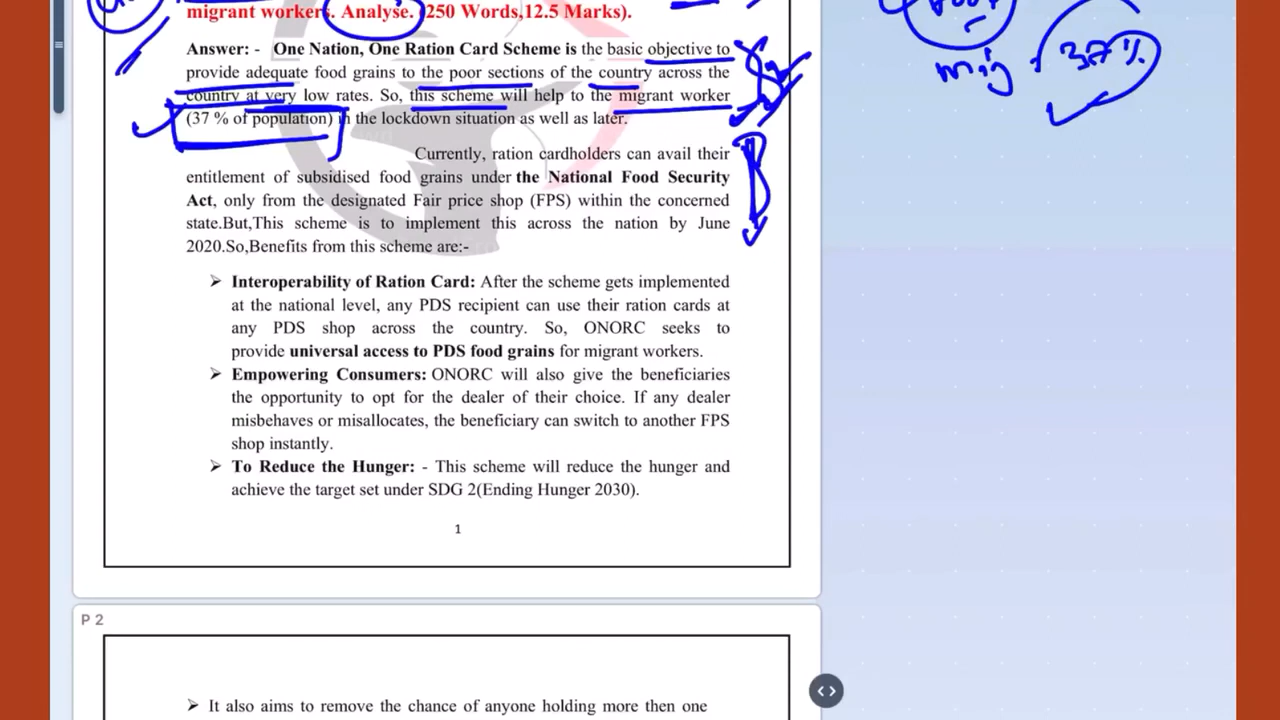 migrant workers. Analyse. (250 Words,12.5 Marks).
mig 37%
Answer: - One Nation, One Ration Card Scheme is the basic objective to
provide adequate food grains to the poor sections of the country across the
country at very low rates. So, this scheme will help to the migrant worker
(37 % of population) in the lockdown situation as well as later.
Currently, ration cardholders can avail their
entitlement of subsidised food grains under the National Food Security
Act, only from the designated Fair price shop (FPS) within the concerned
state.But,This scheme is to implement this across the nation by June
2020.So,Benefits from this scheme are:-
➢ Interoperability of Ration Card: After the scheme gets implemented
at the national level, any PDS recipient can use their ration cards at
any PDS shop across the country. So, ONORC seeks to
provide universal access to PDS food grains for migrant workers.
➢ Empowering Consumers: ONORC will also give the beneficiaries
the opportunity to opt for the dealer of their choice. If any dealer
misbehaves or misallocates, the beneficiary can switch to another FPS
shop instantly.
➢ To Reduce the Hunger: - This scheme will reduce the hunger and
achieve the target set under SDG 2(Ending Hunger 2030).
1
P 2
➢ It also aims to remove the chance of anyone holding more then one